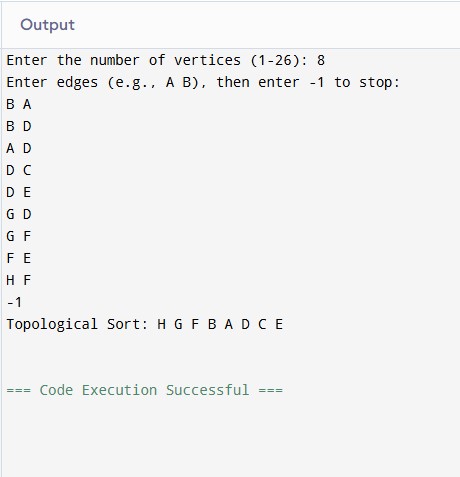 Output
Enter the number of vertices (1-26): 8
Enter edges (e.g., A B), then enter -1 to stop:
B A
B D
A D
D C
D E
G D
G F
F E
H F
-1
Topological Sort: H G F B A D C E
=== Code Execution Successful ===